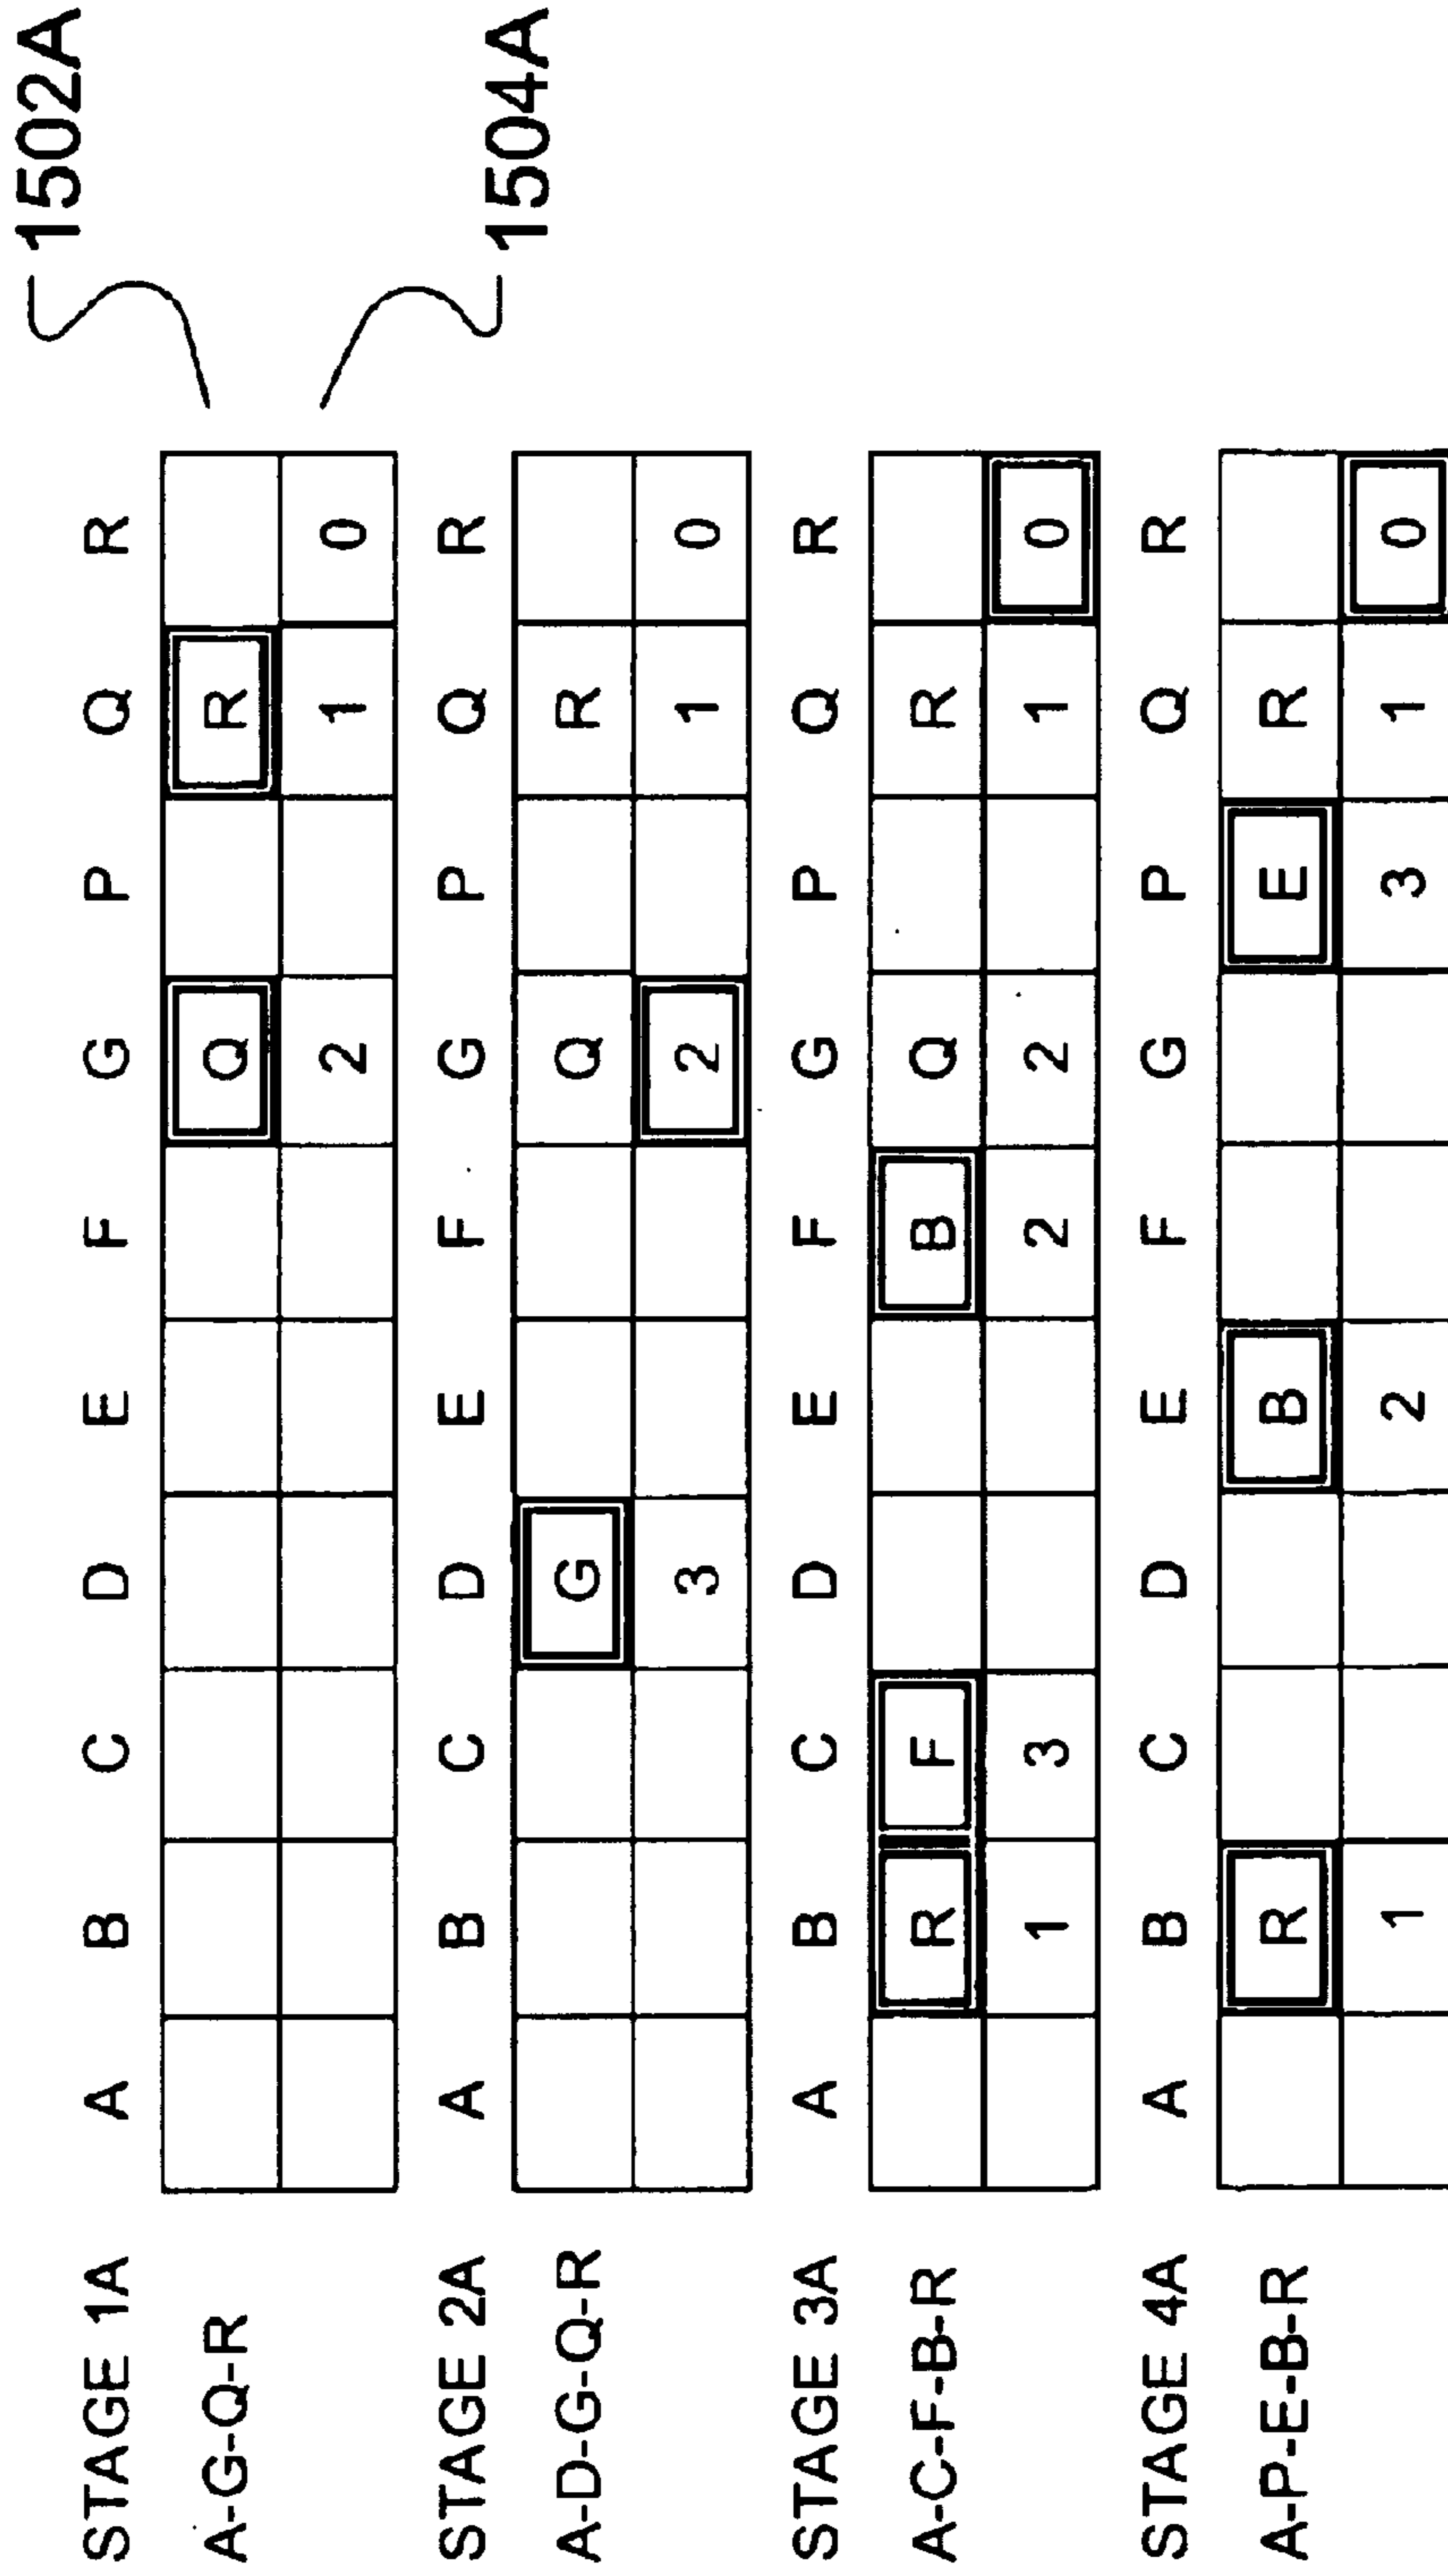 1502A
STAGE 1A A B C D E F G P Q R
A-G-Q-R Q R
2 1 0
1504A
STAGE 2A A B C D E F G P Q R
A-D-G-Q-R G Q R
3 2 1 0
STAGE 3A A B C D E F G P Q R
A-C-F-B-R R F B Q R
1 3 2 2 1 0
STAGE 4A A B C D E F G P Q R
A-P-E-B-R R B E R
1 2 3 1 0